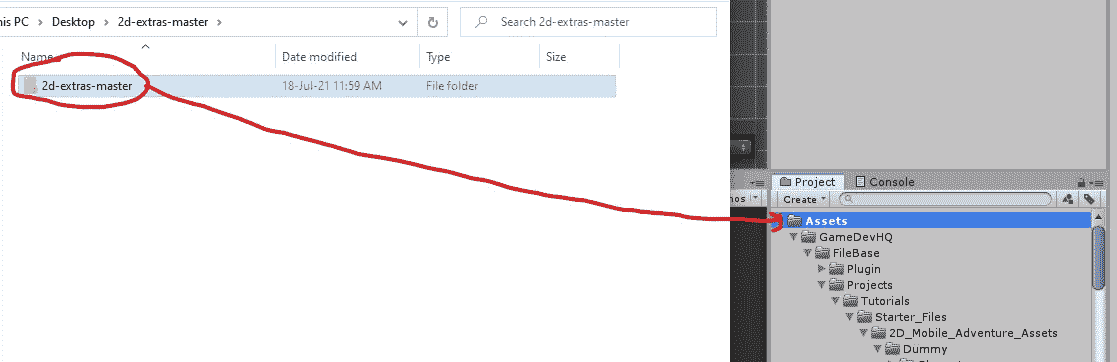 his PC > Desktop > 2d-extras-master >
Search 2d-extras-master
Name
Date modified
Type
Size
2d-extras-master
18-Jul-21 11:59 AM
File folder
Project
Console
Create
Assets
GameDevHQ
FileBase
Plugin
Projects
Tutorials
Starter_Files
2D_Mobile_Adventure_Assets
Dummy